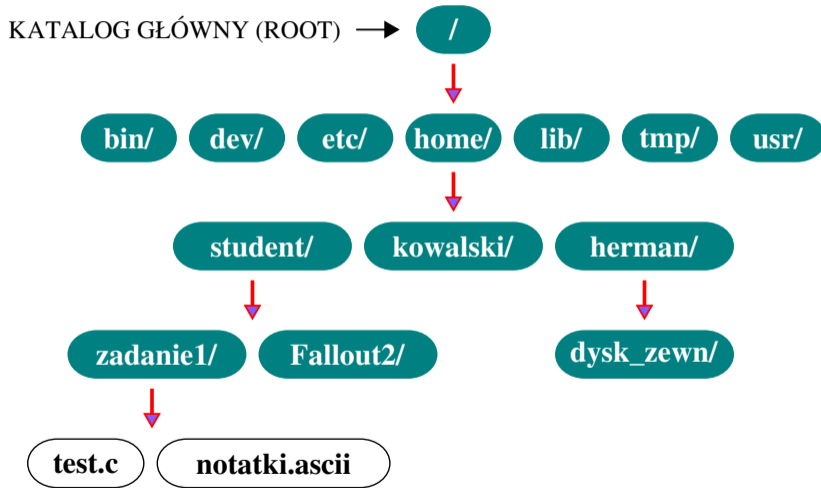 KATALOG GŁÓWNY (ROOT) /
bin/ dev/ etc/ home/ lib/ tmp/ usr/
student/ kowalski/ herman/
zadanie1/ Fallout2/ dysk_zewn/
test.c notatki.ascii